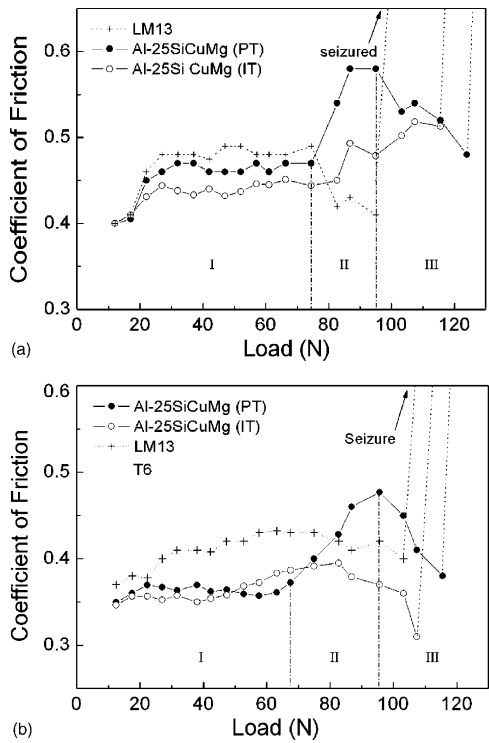 0.6
0.5
0.4
0.3
Coefficient of Friction
LM13
Al-25SiCuMg (PT)
Al-25Si CuMg (IT)
seizured
I
II
III
0
20
40
60
80
100
120
Load (N)
(a)
0.6
0.5
0.4
0.3
Coefficient of Friction
Al-25SiCuMg (PT)
Al-25SiCuMg (IT)
LM13
T6
Seizure
I
II
III
0
20
40
60
80
100
120
Load (N)
(b)